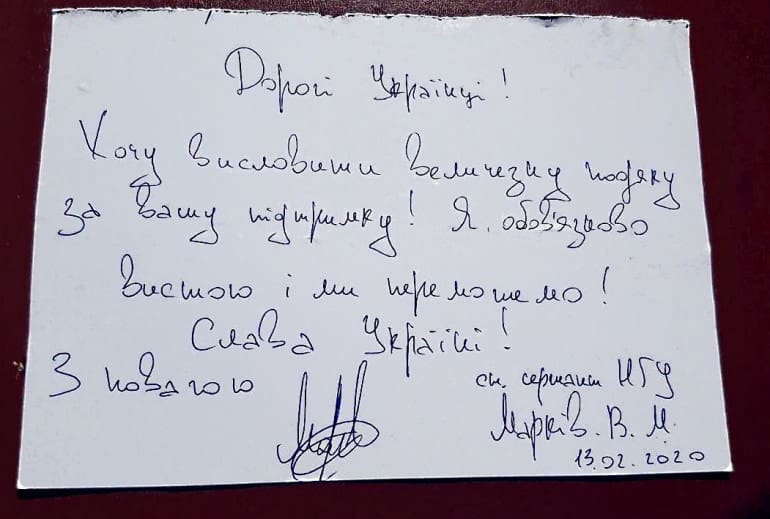 Дорогі Українці!
Хочу висловити величезну подяку
за вашу підтримку! Я обов'язково
вистою і ми переможемо!
Слава Україні!
З повагою
ст. сержант НГУ
Марків. В. М.
13.02.2020